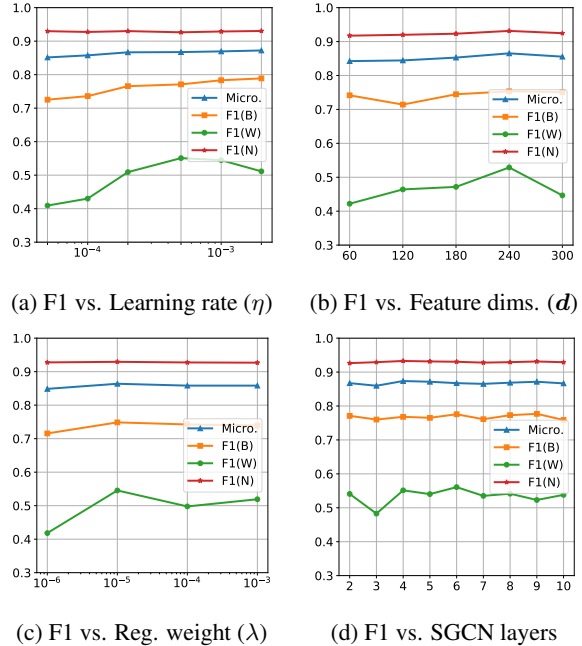 1.0
0.9
0.8
0.7
0.6
0.5
0.4
0.3
10⁻⁴ 10⁻³
Micro.
F1(B)
F1(W)
F1(N)
(a) F1 vs. Learning rate (η)
1.0
0.9
0.8
0.7
0.6
0.5
0.4
0.3
60 120 180 240 300
Micro.
F1(B)
F1(W)
F1(N)
(b) F1 vs. Feature dims. (d)
1.0
0.9
0.8
0.7
0.6
0.5
0.4
0.3
10⁻⁶ 10⁻⁵ 10⁻⁴ 10⁻³
Micro.
F1(B)
F1(W)
F1(N)
(c) F1 vs. Reg. weight (λ)
1.0
0.9
0.8
0.7
0.6
0.5
0.4
0.3
2 3 4 5 6 7 8 9 10
Micro.
F1(B)
F1(W)
F1(N)
(d) F1 vs. SGCN layers